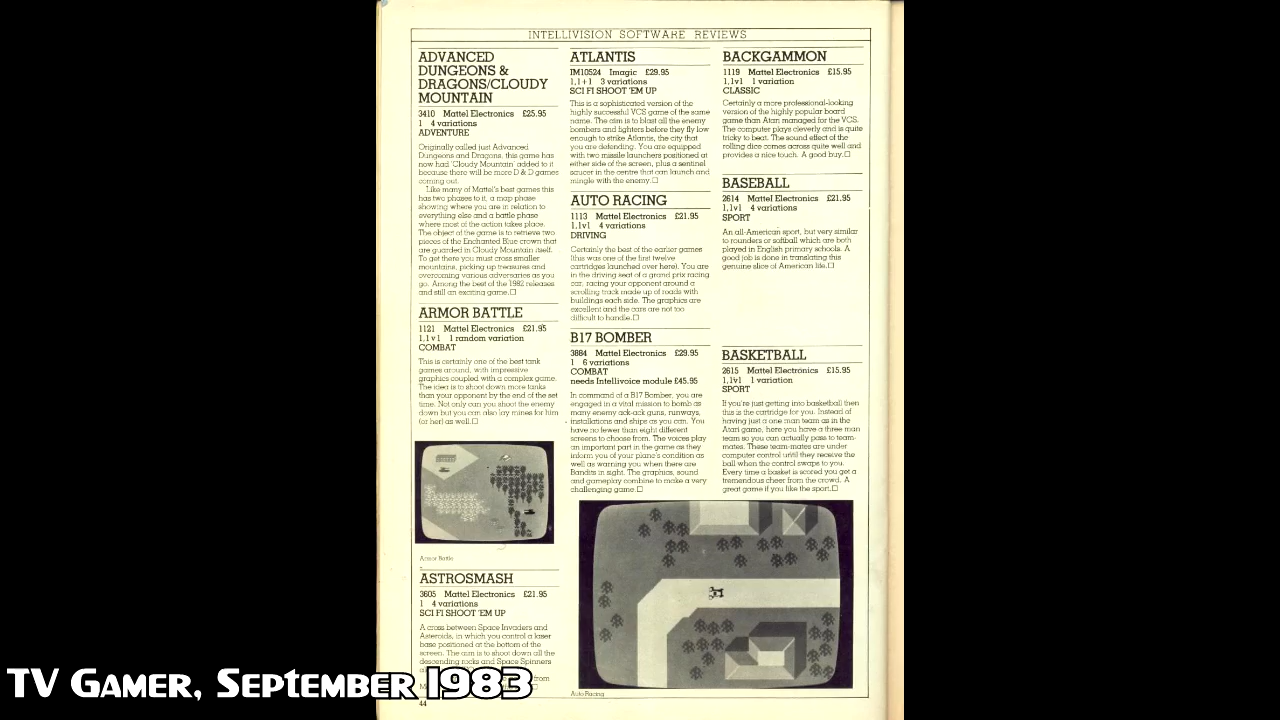 INTELLIVISION SOFTWARE REVIEWS
ADVANCED
DUNGEONS &
DRAGONS/CLOUDY
MOUNTAIN
3410 Mattel Electronics £25.95
1 4 variations
ADVENTURE
Originally called just Advanced
Dungeons and Dragons, this game has
now had 'Cloudy Mountain' added to it
because there will be more D & D games
coming out.
Like many of Mattel's best games this
has two phases to it, a map phase
showing where you are in relation to
everything else and a battle phase
where most of the action takes place.
The object of the game is to retrieve two
pieces of the Enchanted Blue crown that
are guarded in Cloudy Mountain itself.
To get there you must cross smaller
mountains, picking up treasures and
overcoming various adversaries as you
go. Among the best of the 1982 releases
and still an exciting game.□
ARMOR BATTLE
1121 Mattel Electronics £21.95
1,1v1 1 random variation
COMBAT
This is certainly one of the best tank
games around, with impressive
graphics coupled with a complex game.
The idea is to shoot down more tanks
than your opponent by the end of the set
time. Not only can you shoot the enemy
down but you can also lay mines for him
(or her) as well.□
Armor Battle
ASTROSMASH
3605 Mattel Electronics £21.95
1 4 variations
SCI FI SHOOT 'EM UP
A cross between Space Invaders and
Asteroids, in which you control a laser
base positioned at the bottom of the
screen. The aim is to shoot down all the
descending rocks and Space Spinners
from
ATLANTIS
IM10524 Imagic £29.95
1,1+1 3 variations
SCI FI SHOOT 'EM UP
This is a sophisticated version of the
highly successful VCS game of the same
name. The aim is to blast all the enemy
bombers and fighters before they fly low
enough to strike Atlantis, the city that
you are defending. You are equipped
with two missile launchers positioned at
either side of the screen, plus a sentinel
saucer in the centre that can launch and
mingle with the enemy.□
AUTO RACING
1113 Mattel Electronics £21.95
1,1v1 4 variations
DRIVING
Certainly the best of the earlier games
(this was one of the first twelve
cartridges launched over here). You are
in the driving seat of a grand prix racing
car, racing your opponent around a
scrolling track made up of roads with
buildings each side. The graphics are
excellent and the cars are not too
difficult to handle.□
B17 BOMBER
3884 Mattel Electronics £29.95
1 6 variations
COMBAT
needs Intellivoice module £45.95
In command of a B17 Bomber, you are
engaged in a vital mission to bomb as
many enemy ack-ack guns, runways,
installations and ships as you can. You
have no fewer than eight different
screens to choose from. The voices play
an important part in the game as they
inform you of your plane's condition as
well as warning you when there are
Bandits in sight. The graphics, sound
and gameplay combine to make a very
challenging game.□
Auto Racing
BACKGAMMON
1119 Mattel Electronics £15.95
1,1v1 1 variation
CLASSIC
Certainly a more professional-looking
version of the highly popular board
game than Atari managed for the VCS.
The computer plays cleverly and is quite
tricky to beat. The sound effect of the
rolling dice comes across quite well and
provides a nice touch. A good buy.□
BASEBALL
2614 Mattel Electronics £21.95
1,1v1 4 variations
SPORT
An all-American sport, but very similar
to rounders or softball which are both
played in English primary schools. A
good job is done in translating this
genuine slice of American life.□
BASKETBALL
2615 Mattel Electronics £15.95
1,1v1 1 variation
SPORT
If you're just getting into basketball then
this is the cartridge for you. Instead of
having just a one man team as in the
Atari game, here you have a three man
team so you can actually pass to team-
mates. These team-mates are under
computer control until they receive the
ball when the control swaps to you.
Every time a basket is scored you get a
tremendous cheer from the crowd. A
great game if you like the sport.□
44
TV Gamer, September 1983